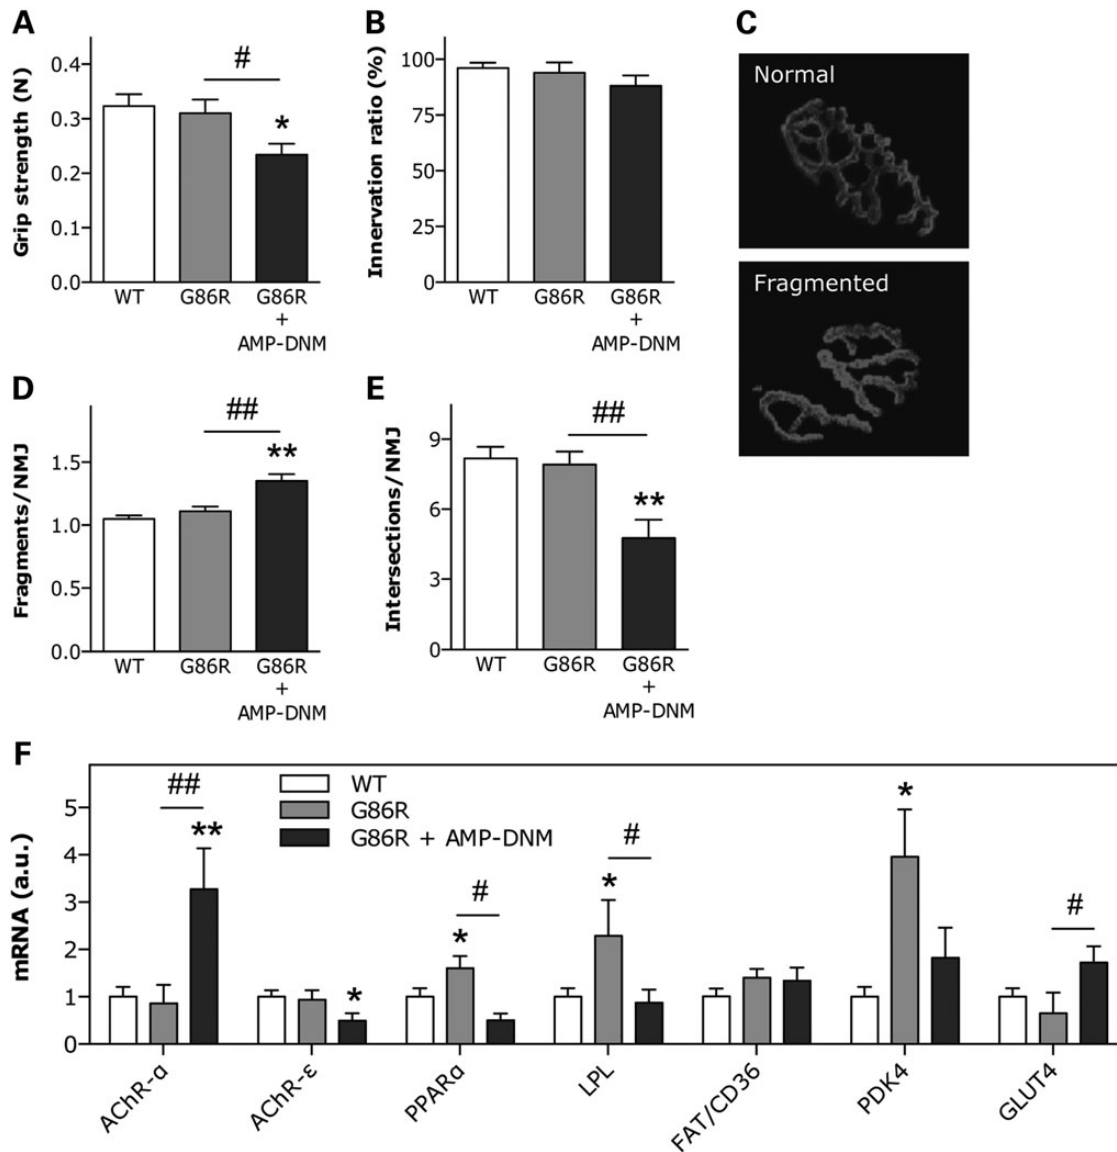 A
Grip strength (N)
0.4
0.3
0.2
0.1
0.0
#
*
WT
G86R
G86R
+
AMP-DNM
B
Innervation ratio (%)
100
75
50
25
0
WT
G86R
G86R
+
AMP-DNM
C
Normal
Fragmented
D
Fragments/NMJ
1.5
1.0
0.5
0.0
##
**
WT
G86R
G86R
+
AMP-DNM
E
Intersections/NMJ
9
6
3
0
##
**
WT
G86R
G86R
+
AMP-DNM
F
mRNA (a.u.)
5
4
3
2
1
0
WT
G86R
G86R + AMP-DNM
##
**
*
#
*
#
*
*
#
AChR-α
AChR-ε
PPARα
LPL
FAT/CD36
PDK4
GLUT4